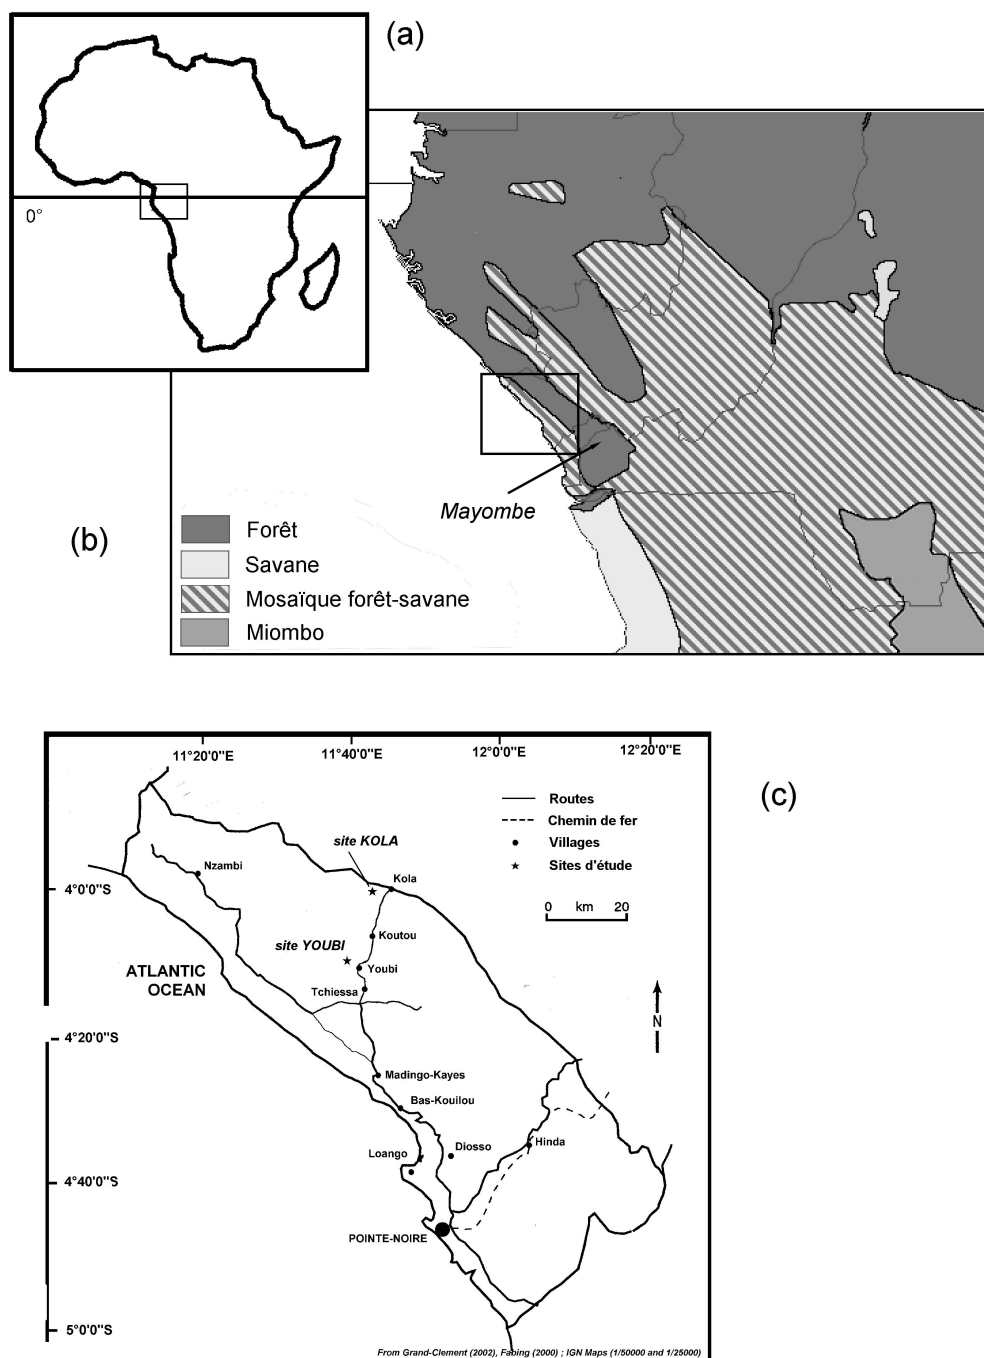 (a)
0°
Mayombe
(b)
Forêt
Savane
Mosaïque forêt-savane
Miombo
11°20'0"E
11°40'0"E
12°0'0"E
12°20'0"E
(c)
Routes
Chemin de fer
Villages
Sites d'étude
0 km 20
site KOLA
Nzambi
Kola
4°0'0"S
Koutou
site YOUBI
Youbi
ATLANTIC
OCEAN
Tchiessa
N
4°20'0"S
Madingo-Kayes
Bas-Kouilou
Diosso
Hinda
Loango
4°40'0"S
POINTE-NOIRE
5°0'0"S
From Grand-Clement (2002), Fabing (2000) ; IGN Maps (1/50000 and 1/25000)